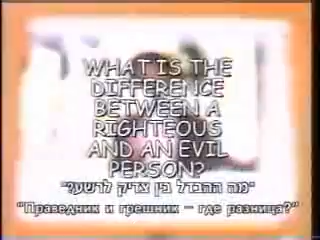 WHAT IS THE
DIFFERENCE
BETWEEN A
RIGHTEOUS
AND AN EVIL
PERSON?
"מה ההבדל בין צדיק לרשע?"
"Праведник и грешник – где разница?"